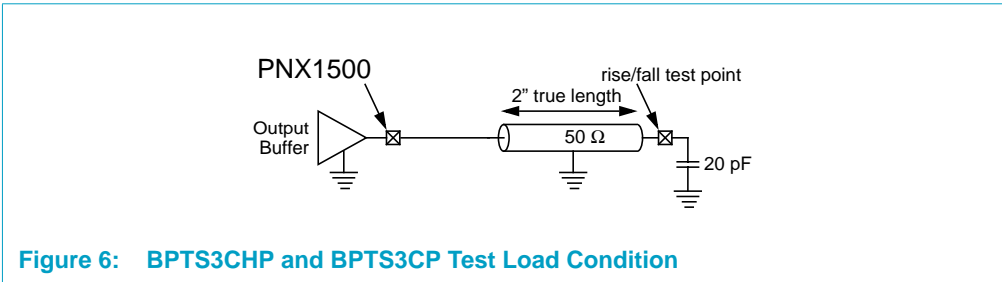 PNX1500
rise/fall test point
2” true length
Output
Buffer
50 Ω
20 pF
Figure 6: BPTS3CHP and BPTS3CP Test Load Condition